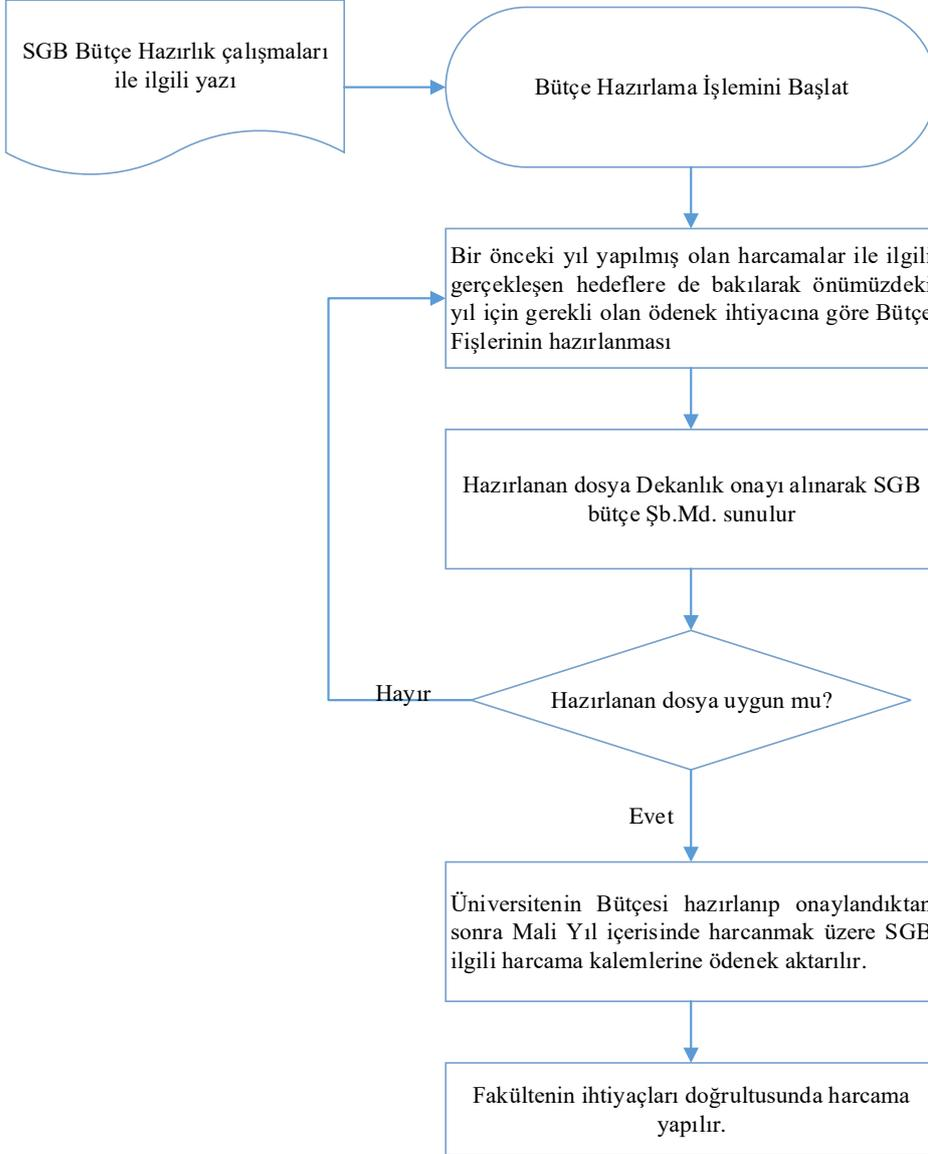 SGB Bütçe Hazırlık çalışmaları
ile ilgili yazı
Bütçe Hazırlama İşlemini Başlat
Bir önceki yıl yapılmış olan harcamalar ile ilgili
gerçekleşen hedeflere de bakılarak önümüzdeki
yıl için gerekli olan ödenek ihtiyacına göre Bütçe
Fişlerinin hazırlanması
Hazırlanan dosya Dekanlık onayı alınarak SGB
bütçe Şb.Md. sunulur
Hazırlanan dosya uygun mu?
Hayır
Evet
Üniversitenin Bütçesi hazırlanıp onaylandıktan
sonra Mali Yıl içerisinde harcanmak üzere SGB
ilgili harcama kalemlerine ödenek aktarılır.
Fakültenin ihtiyaçları doğrultusunda harcama
yapılır.